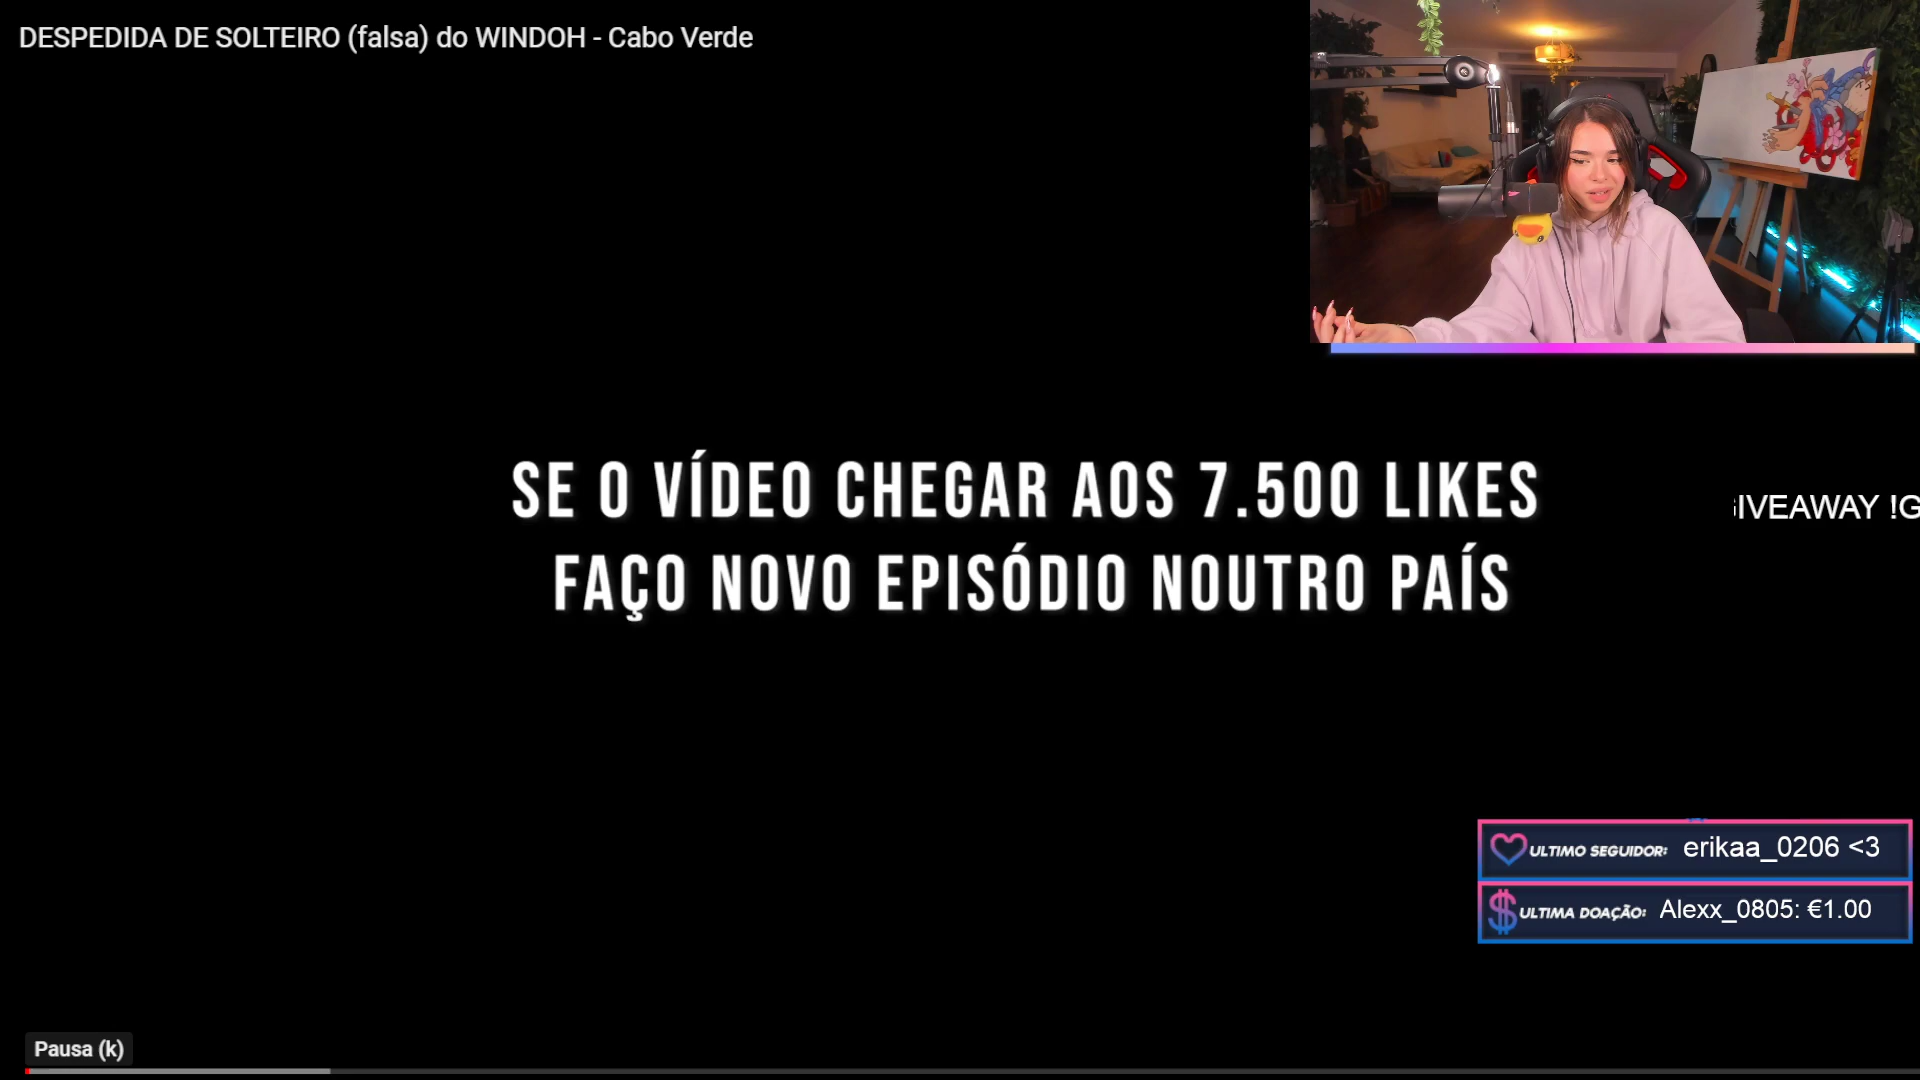 DESPEDIDA DE SOLTEIRO (falsa) do WINDOH - Cabo Verde
SE O VÍDEO CHEGAR AOS 7.500 LIKES
FAÇO NOVO EPISÓDIO NOUTRO PAÍS
IVEAWAY !G
ULTIMO SEGUIDOR: erikaa_0206 <3
ULTIMA DOAÇÃO: Alexx_0805: €1.00
Pausa (k)